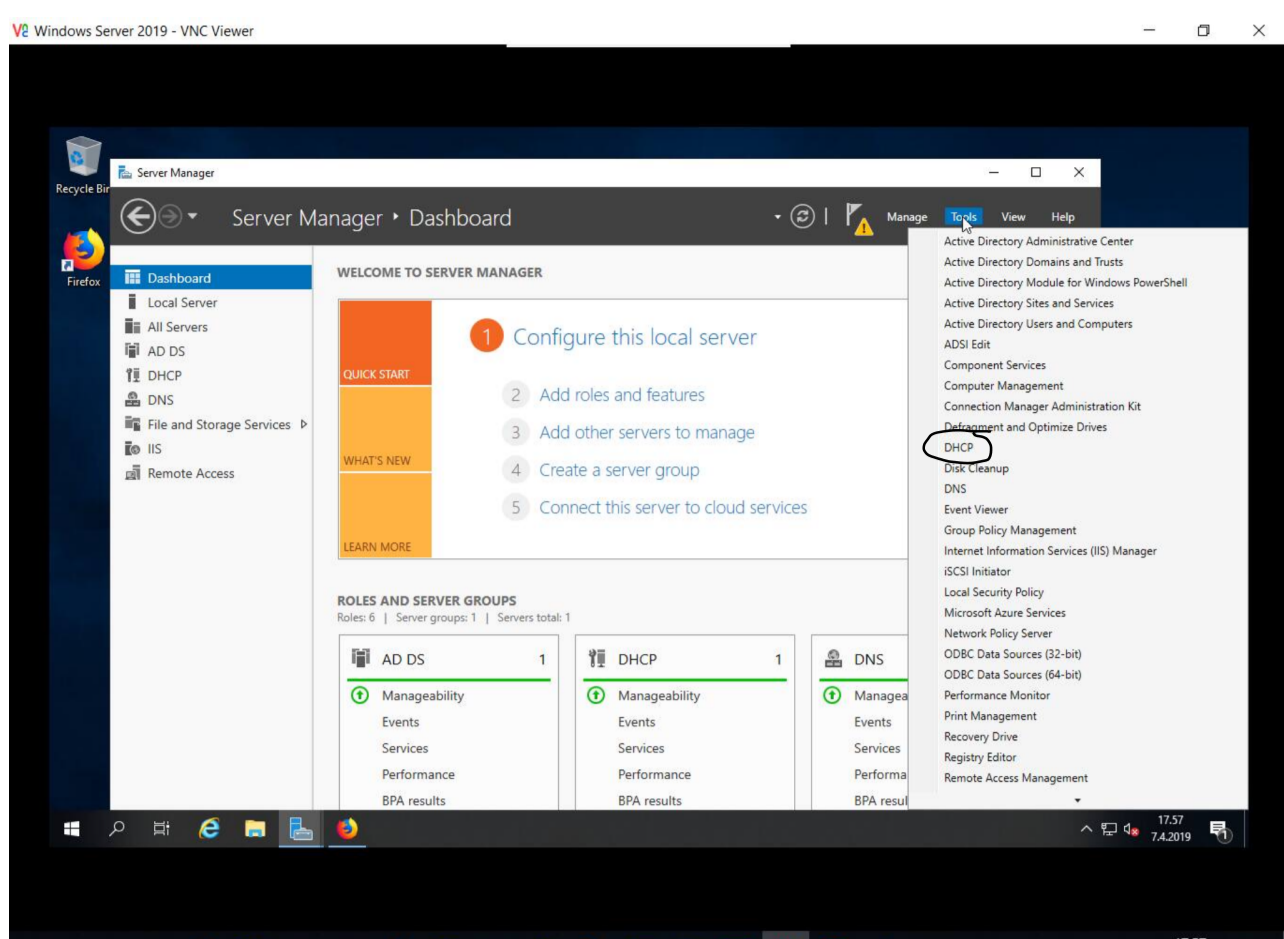 Windows Server 2019 - VNC Viewer
Recycle Bin
Server Manager
Server Manager ‣ Dashboard
Manage Tools View Help
Firefox
Dashboard
Local Server
All Servers
AD DS
DHCP
DNS
File and Storage Services
IIS
Remote Access
WELCOME TO SERVER MANAGER
QUICK START
WHAT'S NEW
LEARN MORE
1 Configure this local server
2 Add roles and features
3 Add other servers to manage
4 Create a server group
5 Connect this server to cloud services
ROLES AND SERVER GROUPS
Roles: 6 | Server groups: 1 | Servers total: 1
AD DS 1
Manageability
Events
Services
Performance
BPA results
DHCP 1
Manageability
Events
Services
Performance
BPA results
DNS
Managea
Events
Services
Performa
BPA resul
Active Directory Administrative Center
Active Directory Domains and Trusts
Active Directory Module for Windows PowerShell
Active Directory Sites and Services
Active Directory Users and Computers
ADSI Edit
Component Services
Computer Management
Connection Manager Administration Kit
Defragment and Optimize Drives
DHCP
Disk Cleanup
DNS
Event Viewer
Group Policy Management
Internet Information Services (IIS) Manager
iSCSI Initiator
Local Security Policy
Microsoft Azure Services
Network Policy Server
ODBC Data Sources (32-bit)
ODBC Data Sources (64-bit)
Performance Monitor
Print Management
Recovery Drive
Registry Editor
Remote Access Management
17.57
7.4.2019
1